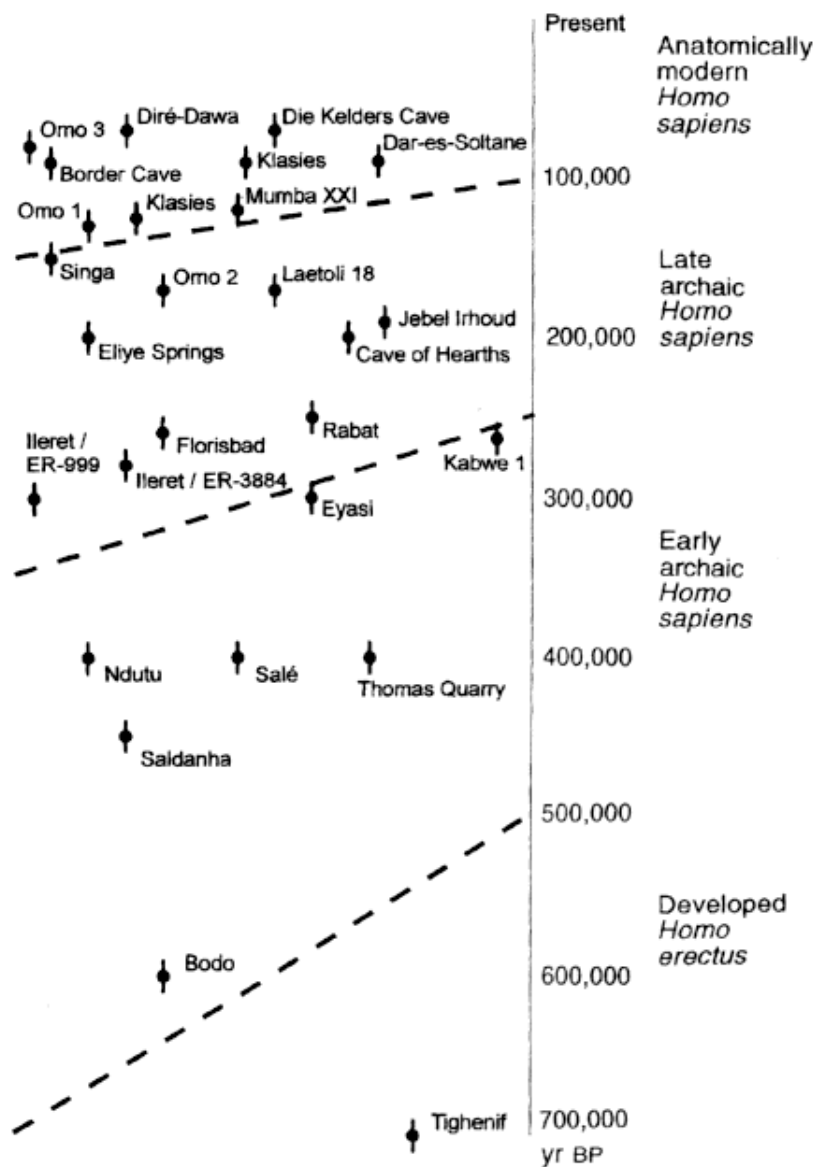 Present
Anatomically
modern
Homo
sapiens
Omo 3
Diré-Dawa
Die Kelders Cave
Dar-es-Soltane
Border Cave
Klasies
100,000
Omo 1
Klasies
Mumba XXI
Singa
Omo 2
Laetoli 18
Late
archaic
Homo
sapiens
Jebel Irhoud
200,000
Eliye Springs
Cave of Hearths
Ileret /
ER-999
Florisbad
Rabat
Kabwe 1
Ileret / ER-3884
Eyasi
300,000
Early
archaic
Homo
sapiens
400,000
Ndutu
Salé
Thomas Quarry
Saldanha
500,000
Developed
Homo
erectus
Bodo
600,000
Tighenif
700,000
yr BP